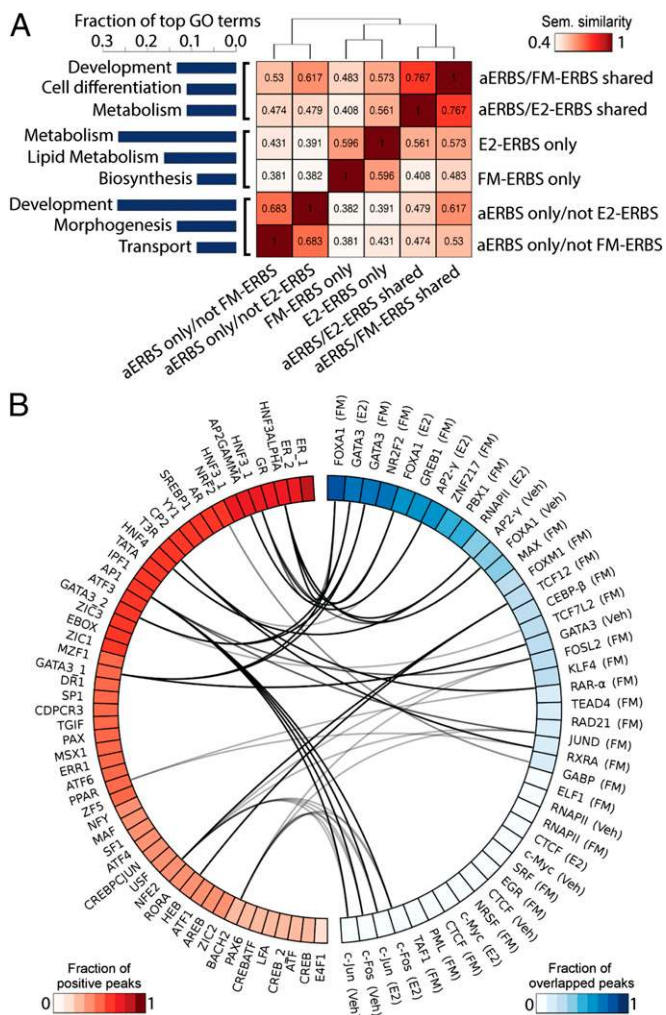 A
Fraction of top GO terms
0.3 0.2 0.1 0.0
Sem. similarity
0.4 1
Development
Cell differentiation
Metabolism
Metabolism
Lipid Metabolism
Biosynthesis
Development
Morphogenesis
Transport
0.53 0.617 0.483 0.573 0.767 1 aERBS/FM-ERBS shared
0.474 0.479 0.408 0.561 1 0.767 aERBS/E2-ERBS shared
0.431 0.391 0.596 1 0.561 0.573 E2-ERBS only
0.381 0.382 1 0.596 0.408 0.483 FM-ERBS only
0.683 1 0.382 0.391 0.479 0.617 aERBS only/not E2-ERBS
1 0.683 0.381 0.431 0.474 0.53 aERBS only/not FM-ERBS
aERBS only/not FM-ERBS
aERBS only/not E2-ERBS
FM-ERBS only
E2-ERBS only
aERBS/E2-ERBS shared
aERBS/FM-ERBS shared
B
ER_1
ER_2
HNF3ALPHA
GR
HNF3_1
AP2GAMMA
HNF3_1
AR
NRF2
YY1
SREBP1
CP2
T3R
HNF4
TATA
IPF1
AP1
ATF3
GATA3_2
ZIC3
EBOX
ZIC1
MZF1
GATA3_1
DR1
SP1
CDPCR3
TGIF
PAX
MSX1
ERR1
ATF6
PPAR
ZF5
NFY
MAF
SF1
ATF4
CREBPCJUN
USF
NFE2
RORA
HEB
ATF1
AREB
ZIC2
BACH2
PAX6
CREBATF
LFA
CREB_2
ATF
CREB
E4F1
FOXA1 (FM)
GATA3 (E2)
GATA3 (FM)
NR2F2 (FM)
FOXA1 (E2)
GREB1 (FM)
AP2-γ (E2)
ZNF217 (FM)
PBX1 (FM)
RNAPII (E2)
AP2-γ (Veh)
FOXA1 (Veh)
MAX (FM)
FOXM1 (FM)
TCF12 (FM)
CEBP-β (FM)
TCF7L2 (FM)
GATA3 (Veh)
FOSL2 (FM)
KLF4 (FM)
RAR-α (FM)
TEAD4 (FM)
RAD21 (FM)
JUND (FM)
RXRA (FM)
GABP (FM)
ELF1 (FM)
RNAPII (Veh)
RNAPII (FM)
CTCF (E2)
c-Myc (Veh)
SRF (FM)
CTCF (Veh)
EGR (FM)
NRSF (FM)
c-Myc (E2)
CTCF (FM)
PML (FM)
TAF1 (FM)
c-Fos (E2)
c-Jun (E2)
c-Fos (Veh)
c-Jun (Veh)
Fraction of
positive peaks
0 1
Fraction of
overlapped peaks
0 1